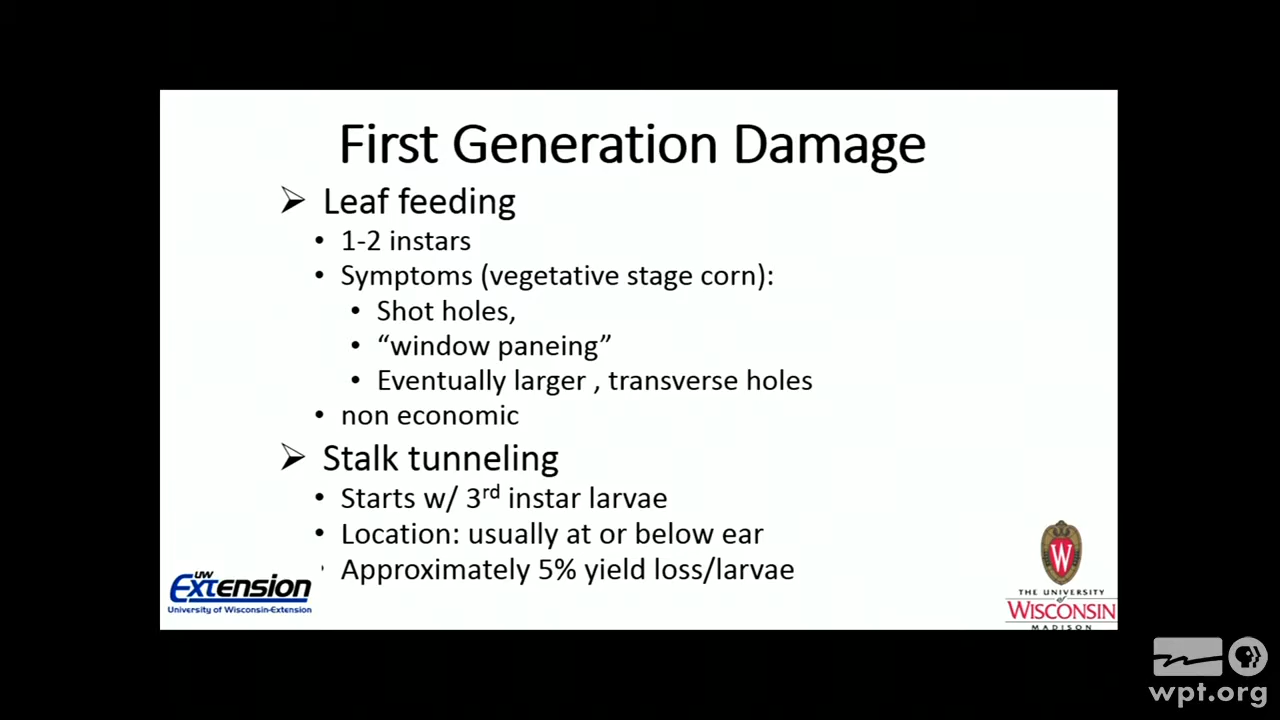 First Generation Damage
➢ Leaf feeding
• 1-2 instars
• Symptoms (vegetative stage corn):
• Shot holes,
• “window paneing”
• Eventually larger , transverse holes
• non economic
➢ Stalk tunneling
• Starts w/ 3rd instar larvae
• Location: usually at or below ear
• Approximately 5% yield loss/larvae
UW
Extension
University of Wisconsin-Extension
W
THE UNIVERSITY
of
WISCONSIN
MADISON
wpt.org